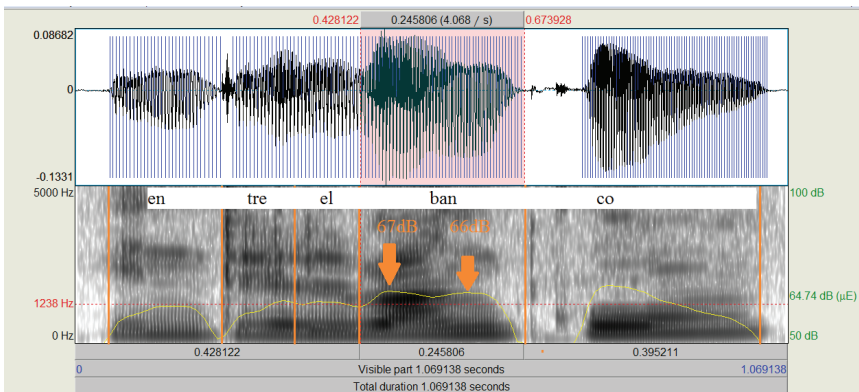 0.428122 0.245806 (4.068 / s) 0.673928
0.08682
0
-0.1331
5000 Hz en tre el ban co 100 dB
67dB 66dB
1238 Hz 64.74 dB (µE)
0 Hz 50 dB
0.428122 0.245806 0.395211
0 Visible part 1.069138 seconds 1.069138
Total duration 1.069138 seconds